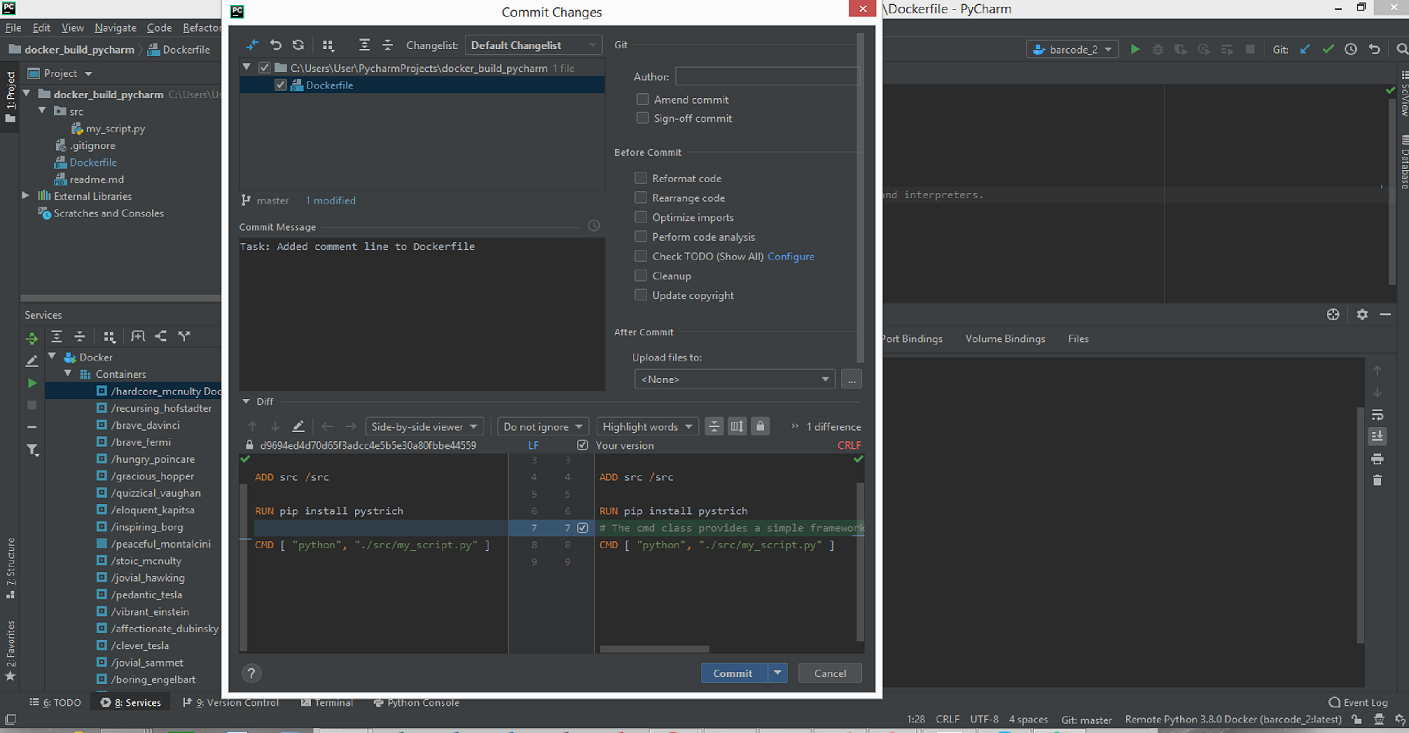 PC
PC
Commit Changes
\Dockerfile - PyCharm
File Edit View Navigate Code Refactor
docker_build_pycharm Dockerfile
barcode_2
Git:
Project
1: Project
docker_build_pycharm C:\Users\Us
src
my_script.py
.gitignore
Dockerfile
readme.md
External Libraries
Scratches and Consoles
Changelist: Default Changelist
C:\Users\User\PycharmProjects\docker_build_pycharm 1 file
Dockerfile
master 1 modified
Commit Message
Task: Added comment line to Dockerfile
Git
Author:
Amend commit
Sign-off commit
Before Commit
Reformat code
Rearrange code
Optimize imports
Perform code analysis
Check TODO (Show All) Configure
Cleanup
Update copyright
After Commit
Upload files to:
<None>
...
and interpreters.
SciView
Database
Services
Docker
Containers
/hardcore_mcnulty Doc
/recursing_hofstadter
/brave_davinci
/brave_fermi
/hungry_poincare
/gracious_hopper
/quizzical_vaughan
/eloquent_kapitsa
/inspiring_borg
/peaceful_montalcini
/stoic_mcnulty
/jovial_hawking
/pedantic_tesla
/vibrant_einstein
/affectionate_dubinsky
/clever_tesla
/jovial_sammet
/boring_engelbart
7: Structure
2: Favorites
Port Bindings Volume Bindings Files
Diff
Side-by-side viewer Do not ignore Highlight words 1 difference
d9694ed4d70d65f3adcc4e5b5e30a80fbbe44559 LF Your version CRLF
3 3
ADD src /src 4 4 ADD src /src
5 5
RUN pip install pystrich 6 6 RUN pip install pystrich
7 7 # The cmd class provides a simple framework
CMD [ "python", "./src/my_script.py" ] 8 8 CMD [ "python", "./src/my_script.py" ]
9 9
? Commit Cancel
6: TODO 8: Services 9: Version Control Terminal Python Console Event Log
1:28 CRLF UTF-8 4 spaces Git: master Remote Python 3.8.0 Docker (barcode_2:latest)